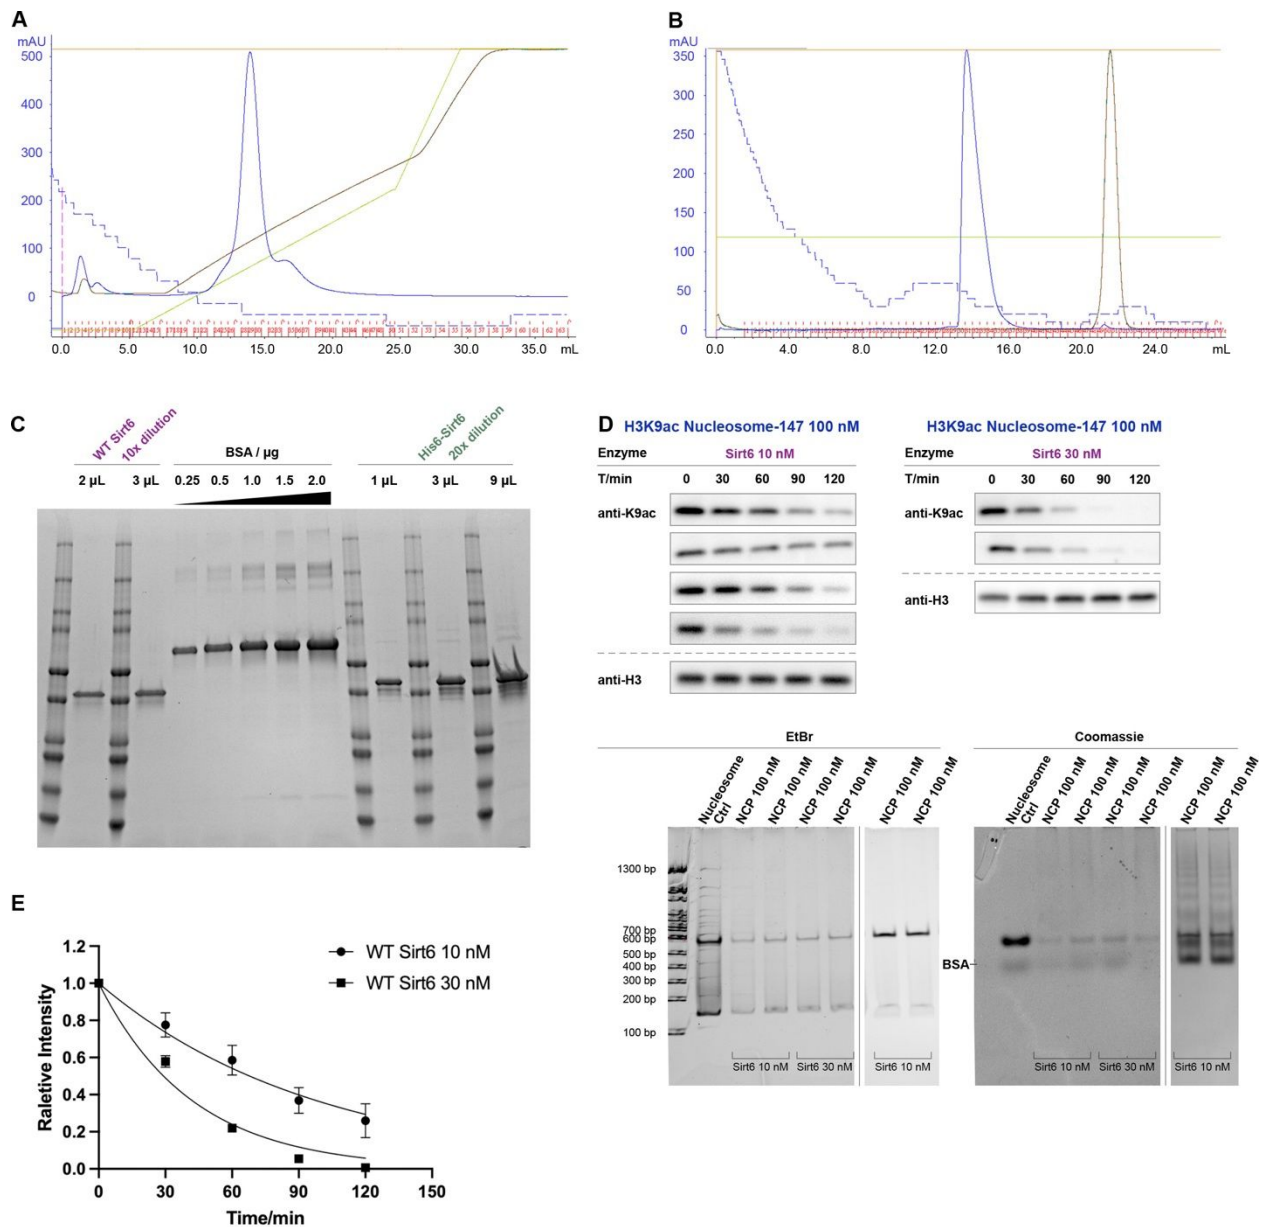 A
mAU
500
400
300
200
100
0
0.0 5.0 10.0 15.0 20.0 25.0 30.0 35.0 mL
B
mAU
350
300
250
200
150
100
50
0
0.0 4.0 8.0 12.0 16.0 20.0 24.0 mL
C
WT Sirt6
10x dilution
BSA / µg
His6-Sirt6
20x dilution
2 µL 3 µL 0.25 0.5 1.0 1.5 2.0 1 µL 3 µL 9 µL
D
H3K9ac Nucleosome-147 100 nM
Enzyme Sirt6 10 nM
T/min 0 30 60 90 120
anti-K9ac
anti-H3
H3K9ac Nucleosome-147 100 nM
Enzyme Sirt6 30 nM
T/min 0 30 60 90 120
anti-K9ac
anti-H3
EtBr
Nucleosome Ctrl
NCP 100 nM
NCP 100 nM
NCP 100 nM
NCP 100 nM
NCP 100 nM
NCP 100 nM
1300 bp
700 bp
600 bp
500 bp
400 bp
300 bp
200 bp
100 bp
Sirt6 10 nM Sirt6 30 nM Sirt6 10 nM
Coomassie
Nucleosome Ctrl
NCP 100 nM
NCP 100 nM
NCP 100 nM
NCP 100 nM
NCP 100 nM
NCP 100 nM
BSA
Sirt6 10 nM Sirt6 30 nM Sirt6 10 nM
E
Raletive Intensity
1.2
1.0
0.8
0.6
0.4
0.2
0.0
0 30 60 90 120 150
Time/min
WT Sirt6 10 nM
WT Sirt6 30 nM